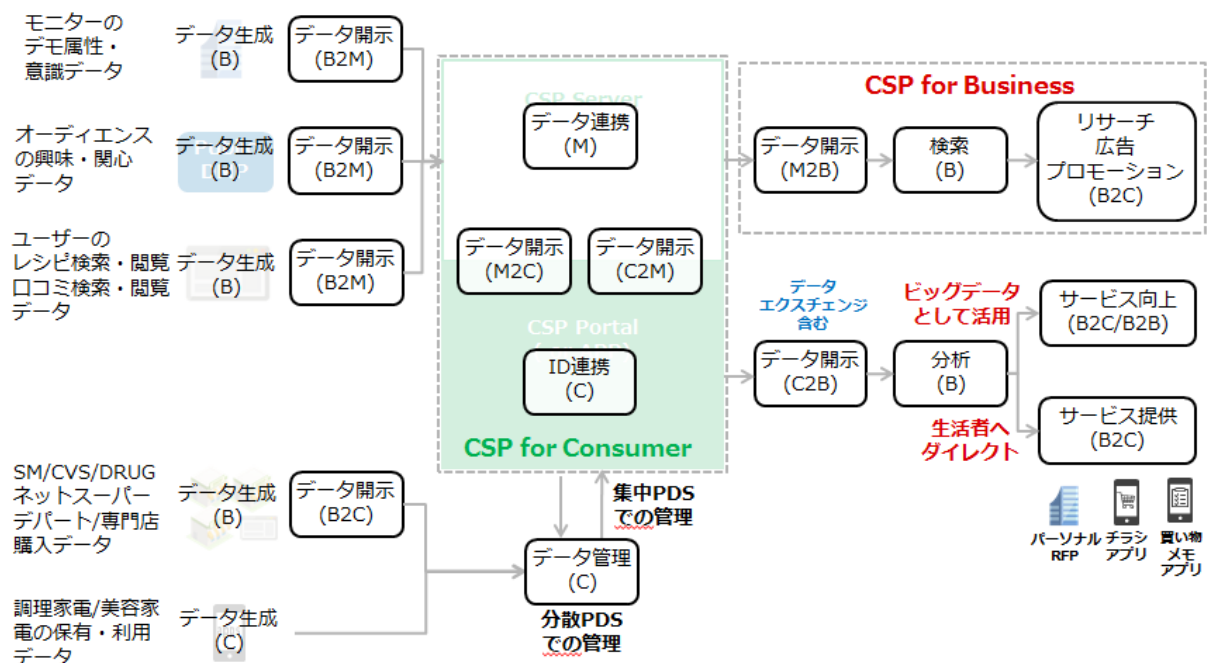 モニターの
デモ属性・
意識データ
データ生成
(B)
データ開示
(B2M)
オーディエンス
の興味・関心
データ
データ生成
(B)
データ開示
(B2M)
ユーザーの
レシピ検索・閲覧
口コミ検索・閲覧
データ
データ生成
(B)
データ開示
(B2M)
SM/CVS/DRUG
ネットスーパー
デパート/専門店
購入データ
データ生成
(B)
データ開示
(B2C)
調理家電/美容家
電の保有・利用
データ
データ生成
(C)
CSP Server
データ連携
(M)
データ開示
(M2C)
データ開示
(C2M)
CSP Portal
ID連携
(C)
CSP for Consumer
集中PDS
での管理
データ管理
(C)
分散PDS
での管理
CSP for Business
データ開示
(M2B)
検索
(B)
リサーチ
広告
プロモーション
(B2C)
データ
エクスチェンジ
含む
データ開示
(C2B)
ビッグデータ
として活用
分析
(B)
生活者へ
ダイレクト
サービス向上
(B2C/B2B)
サービス提供
(B2C)
パーソナル
RFP
チラシ
アプリ
買い物
メモ
アプリ